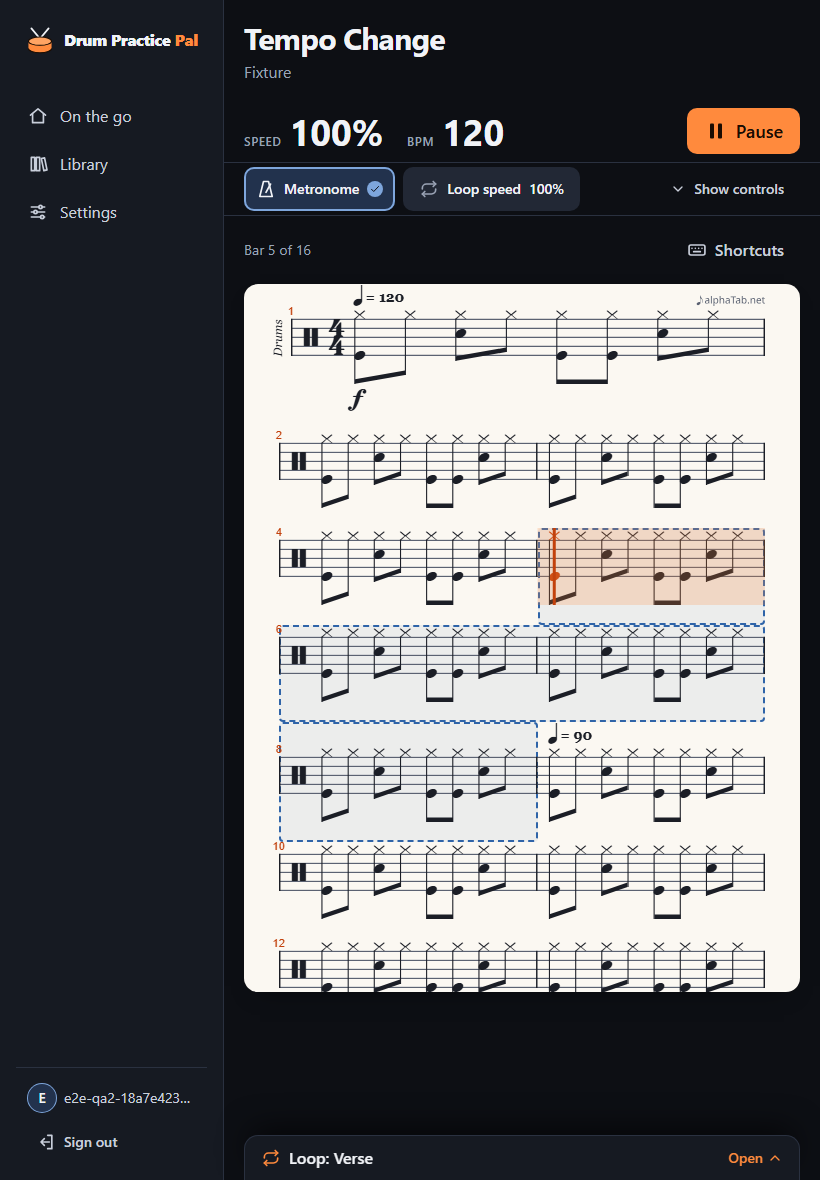 Drum Practice Pal
On the go
Library
Settings
e2e-qa2-18a7e423...
E
Sign out
Tempo Change
Fixture
SPEED 100% BPM 120
Pause
Metronome
Loop speed 100%
Show controls
Bar 5 of 16
Shortcuts
= 120
alphaTab.net
1
Drums
4
4
f
2
4
6
= 90
8
10
12
Loop: Verse
Open